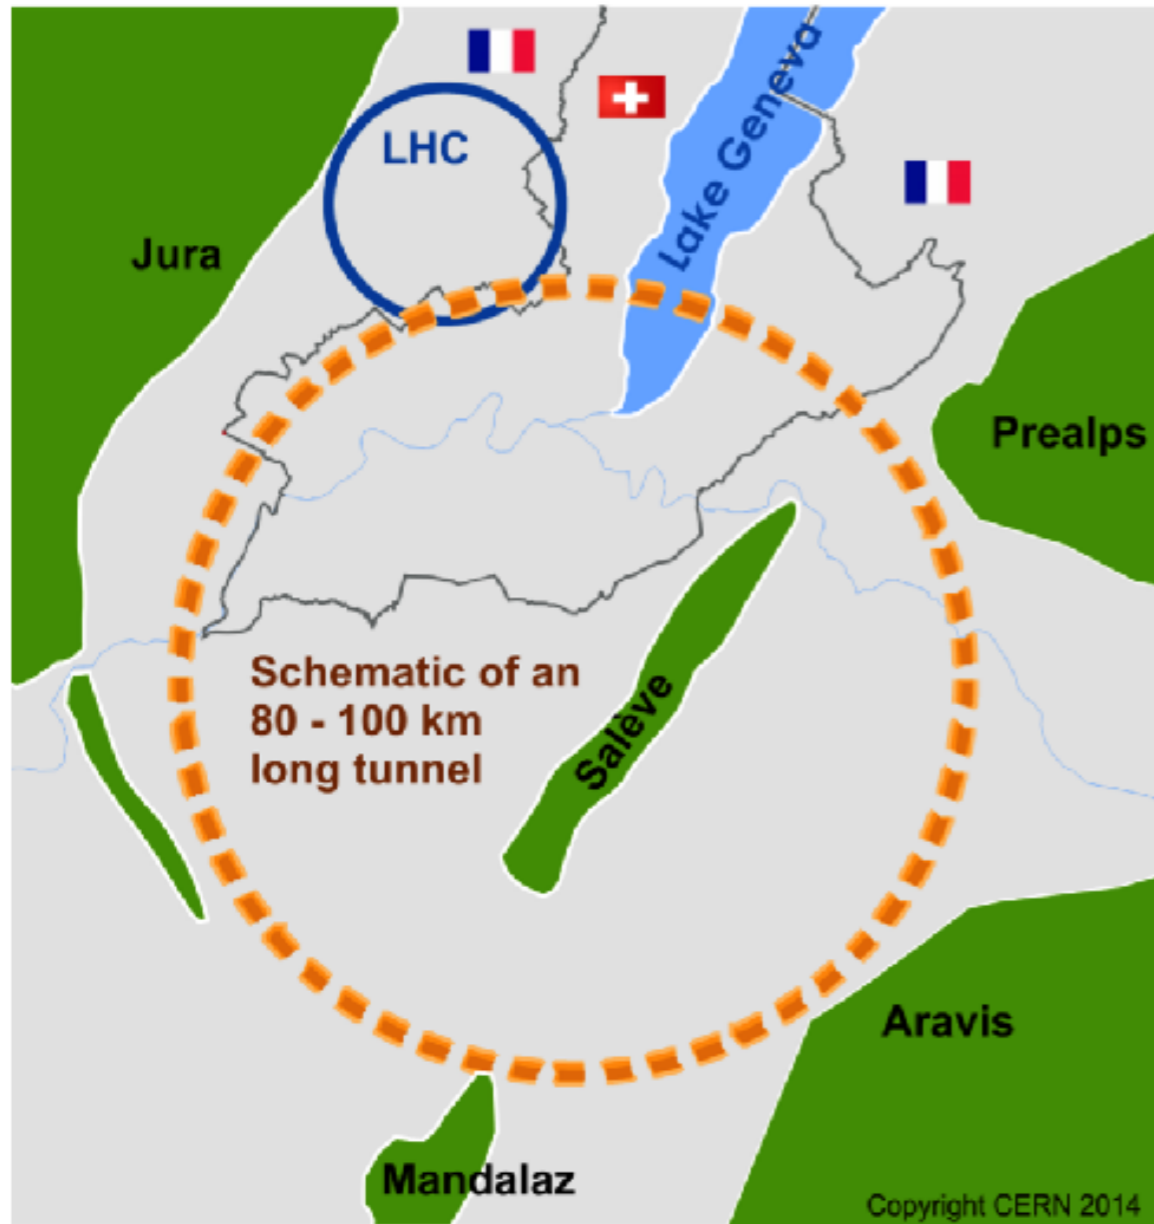 LHC
Lake Geneva
Jura
Prealps
Schematic of an
80 - 100 km
long tunnel
Salève
Aravis
Mandalaz
Copyright CERN 2014